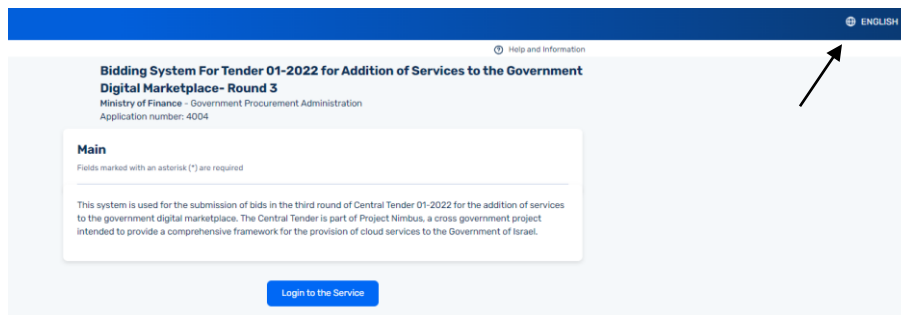 ENGLISH
Help and Information
Bidding System For Tender 01-2022 for Addition of Services to the Government
Digital Marketplace- Round 3
Ministry of Finance - Government Procurement Administration
Application number: 4004
Main
Fields marked with an asterisk (*) are required
This system is used for the submission of bids in the third round of Central Tender 01-2022 for the addition of services
to the government digital marketplace. The Central Tender is part of Project Nimbus, a cross government project
intended to provide a comprehensive framework for the provision of cloud services to the Government of Israel.
Login to the Service